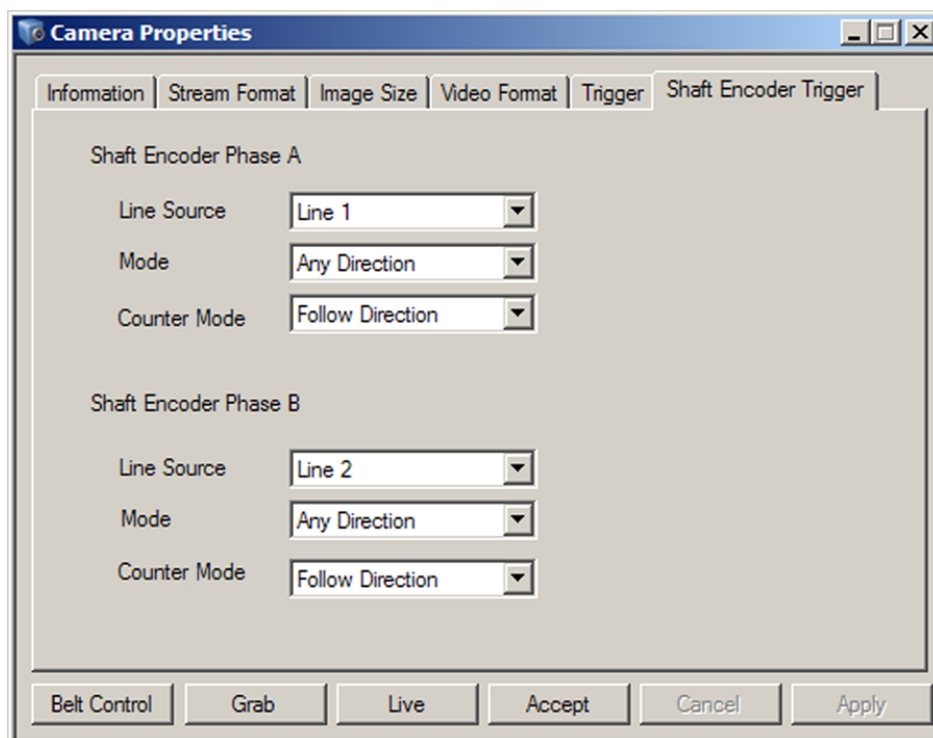 Camera Properties
Information Stream Format Image Size Video Format Trigger Shaft Encoder Trigger
Shaft Encoder Phase A
Line Source Line 1
Mode Any Direction
Counter Mode Follow Direction
Shaft Encoder Phase B
Line Source Line 2
Mode Any Direction
Counter Mode Follow Direction
Belt Control Grab Live Accept Cancel Apply